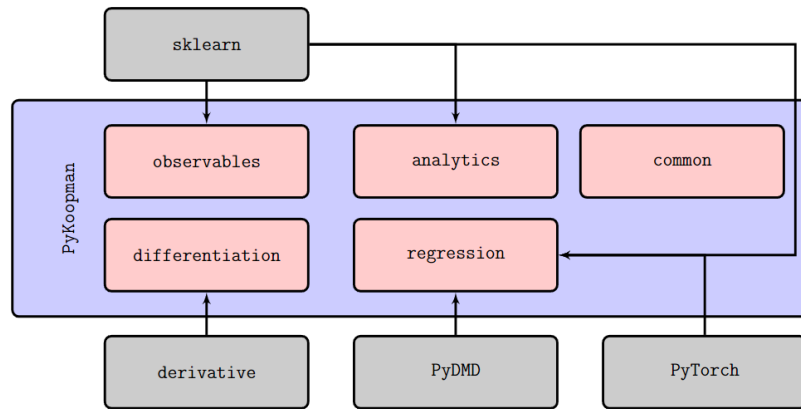 sklearn
PyKoopman
observables
analytics
common
differentiation
regression
derivative
PyDMD
PyTorch